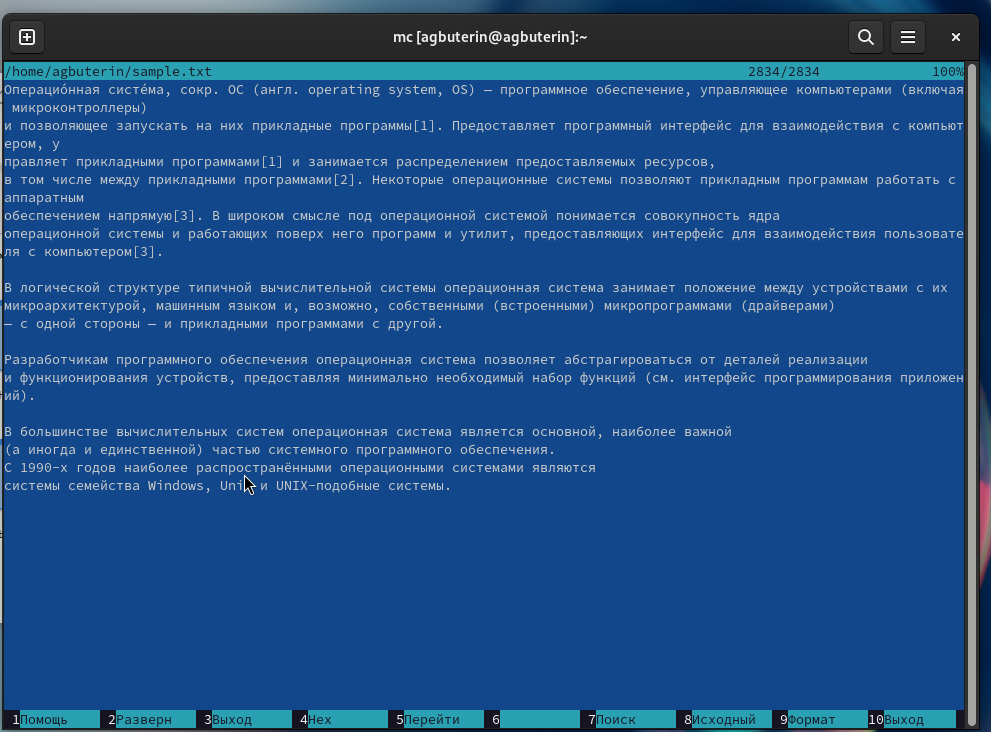 mc [agbuterin@agbuterin]:~
/home/agbuterin/sample.txt 2834/2834 100%
Операцио́нная систе́ма, сокр. ОС (англ. operating system, OS) — программное обеспечение, управляющее компьютерами (включая
микроконтроллеры)
и позволяющее запускать на них прикладные программы[1]. Предоставляет программный интерфейс для взаимодействия с компьют
ером, у
правляет прикладными программами[1] и занимается распределением предоставляемых ресурсов,
в том числе между прикладными программами[2]. Некоторые операционные системы позволяют прикладным программам работать с
аппаратным
обеспечением напрямую[3]. В широком смысле под операционной системой понимается совокупность ядра
операционной системы и работающих поверх него программ и утилит, предоставляющих интерфейс для взаимодействия пользовате
ля с компьютером[3].
В логической структуре типичной вычислительной системы операционная система занимает положение между устройствами с их
микроархитектурой, машинным языком и, возможно, собственными (встроенными) микропрограммами (драйверами)
— с одной стороны — и прикладными программами с другой.
Разработчикам программного обеспечения операционная система позволяет абстрагироваться от деталей реализации
и функционирования устройств, предоставляя минимально необходимый набор функций (см. интерфейс программирования приложен
ий).
В большинстве вычислительных систем операционная система является основной, наиболее важной
(а иногда и единственной) частью системного программного обеспечения.
С 1990-х годов наиболее распространёнными операционными системами являются
системы семейства Windows, Unix и UNIX-подобные системы.
1Помощь 2Разверн 3Выход 4Hex 5Перейти 6 7Поиск 8Исходный 9Формат 10Выход